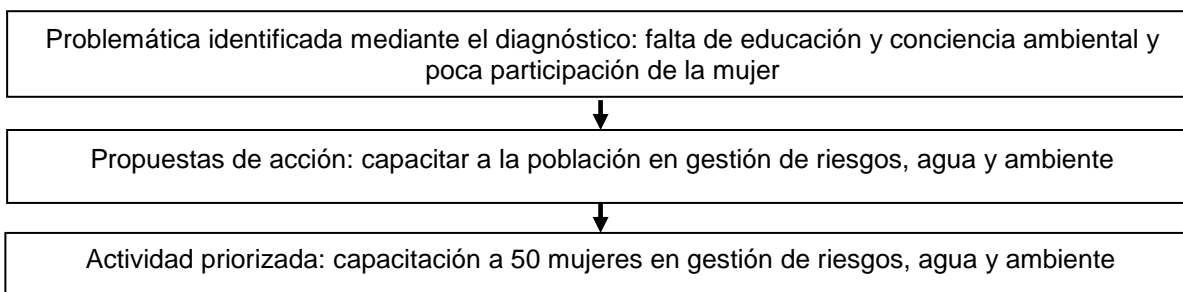 Problemática identificada mediante el diagnóstico: falta de educación y conciencia ambiental y
poca participación de la mujer
Propuestas de acción: capacitar a la población en gestión de riesgos, agua y ambiente
Actividad priorizada: capacitación a 50 mujeres en gestión de riesgos, agua y ambiente